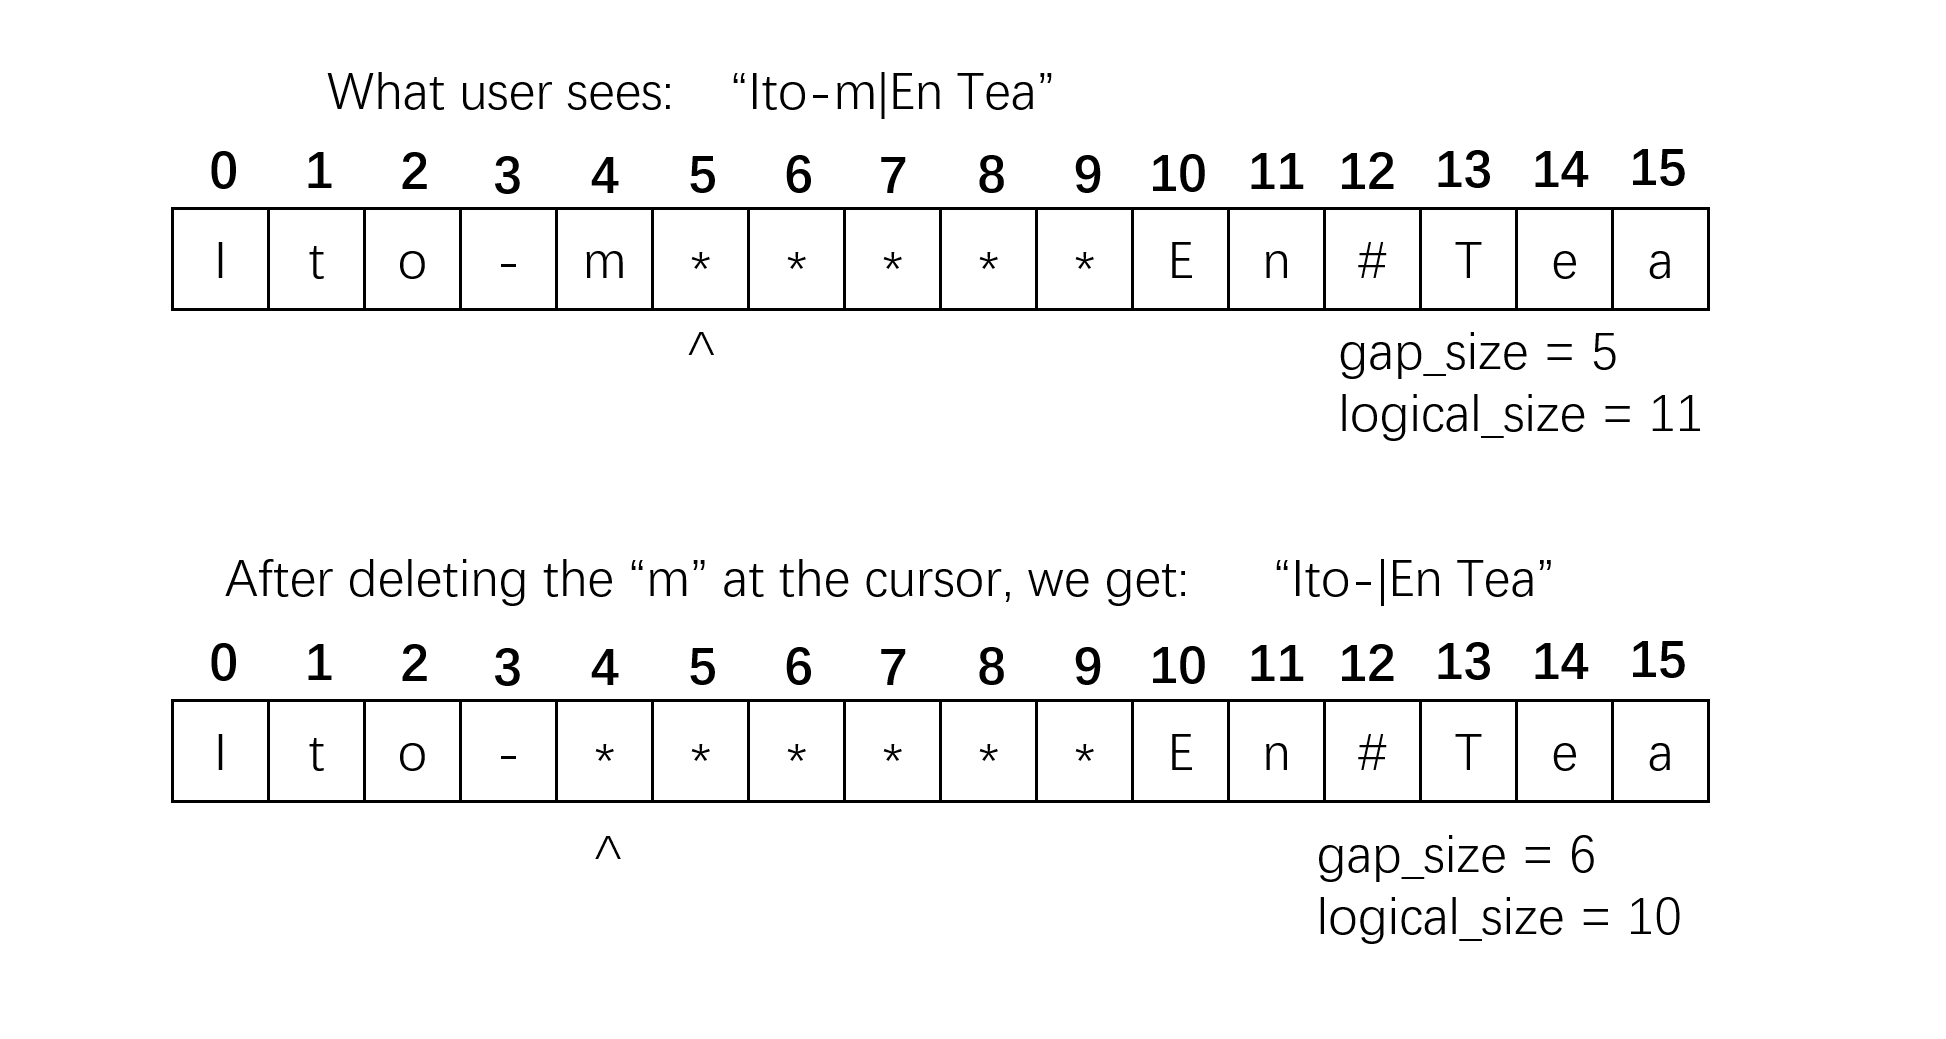 What user sees: “Ito-m|En Tea”
0 1 2 3 4 5 6 7 8 9 10 11 12 13 14 15
I t o - m * * * * * E n # T e a
^
gap_size = 5
logical_size = 11
After deleting the “m” at the cursor, we get: “Ito-|En Tea”
0 1 2 3 4 5 6 7 8 9 10 11 12 13 14 15
I t o - * * * * * * E n # T e a
^
gap_size = 6
logical_size = 10